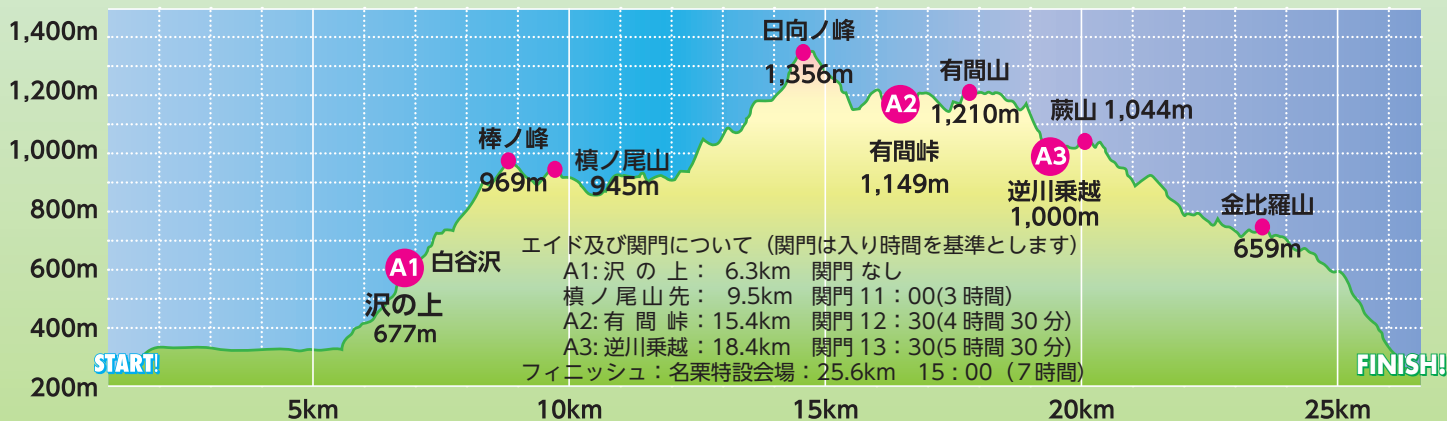 1,400m
1,200m
1,000m
800m
600m
400m
200m
START!
A1
白谷沢
沢の上
677m
棒ノ峰
969m
槙ノ尾山
945m
日向ノ峰
1,356m
A2
有間峠
1,149m
有間山
1,210m
A3
逆川乗越
1,000m
蕨山 1,044m
金比羅山
659m
FINISH!
エイド及び関門について（関門は入り時間を基準とします）
A1: 沢 の 上： 6.3km 関門 なし
槙ノ尾山先： 9.5km 関門 11：00(3 時間)
A2: 有 間 峠：15.4km 関門 12：30(4 時間 30 分)
A3: 逆川乗越：18.4km 関門 13：30(5 時間 30 分)
フィニッシュ：名栗特設会場：25.6km 15：00（7 時間）
5km
10km
15km
20km
25km